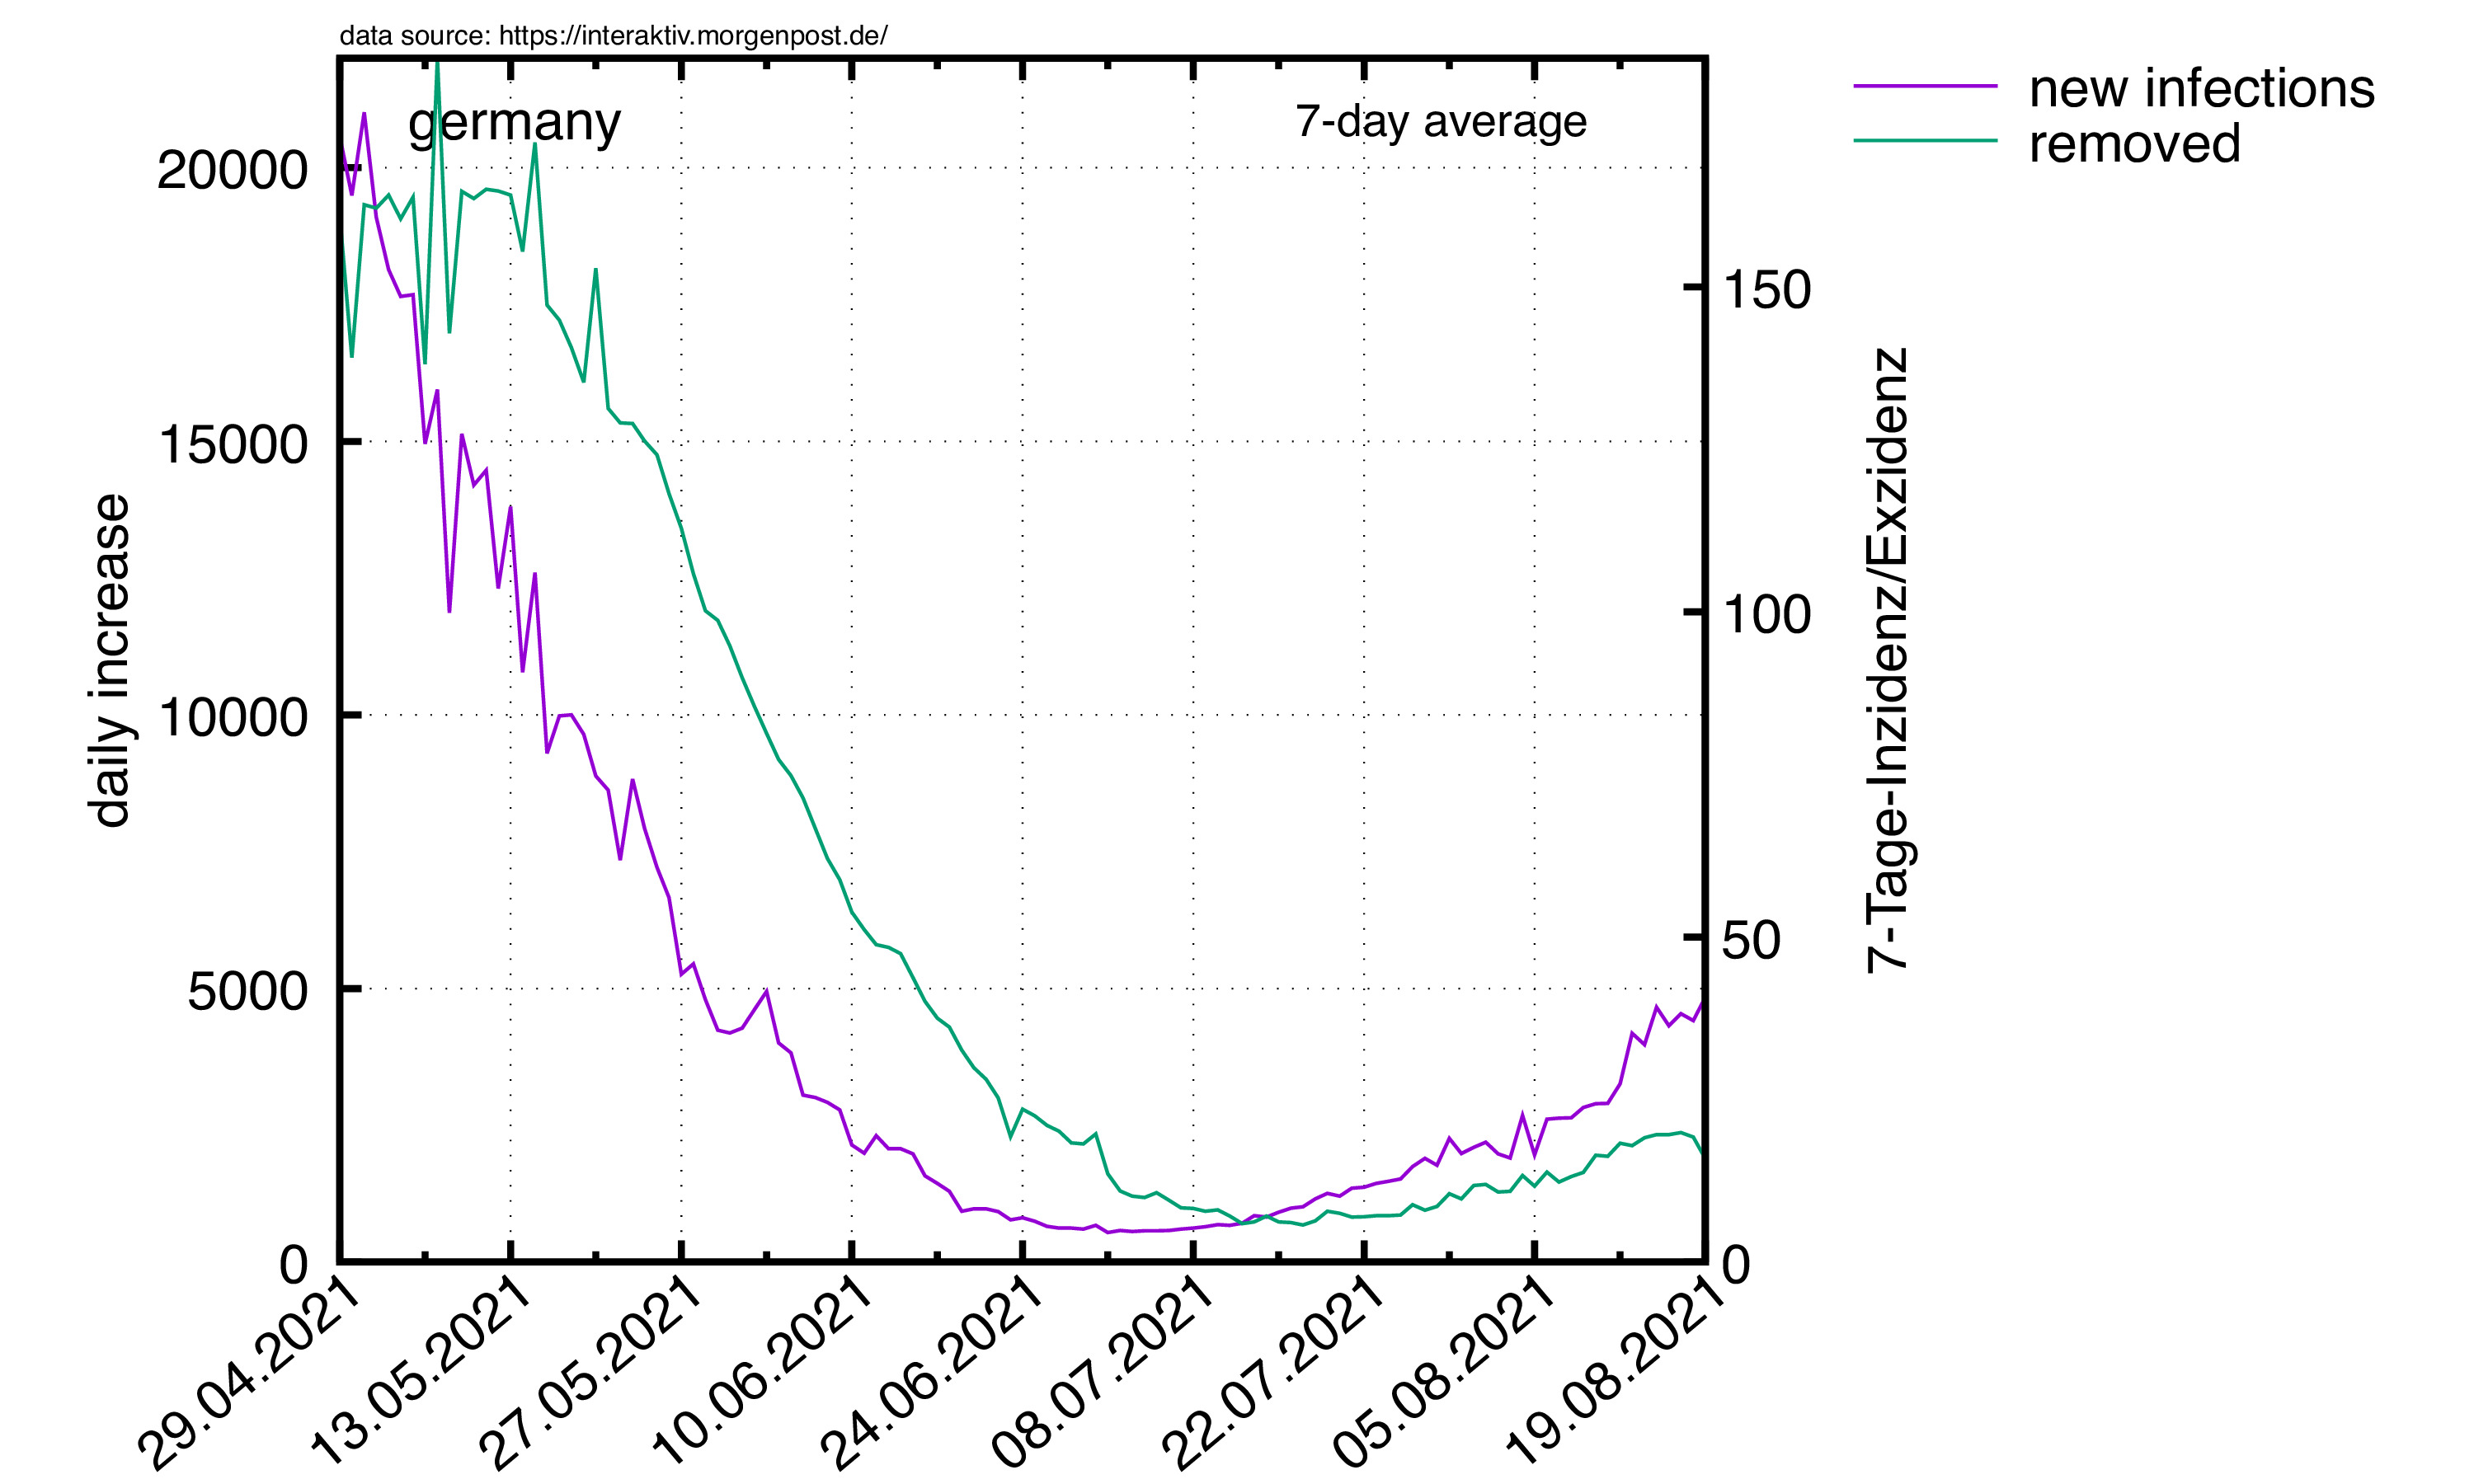 data source: https://interaktiv.morgenpost.de/
germany
7-day average
new infections
removed
daily increase
20000
15000
10000
5000
0
150
100
50
0
7-Tage-Inzidenz/Exzidenz
29.04.2021
13.05.2021
27.05.2021
10.06.2021
24.06.2021
08.07.2021
22.07.2021
05.08.2021
19.08.2021